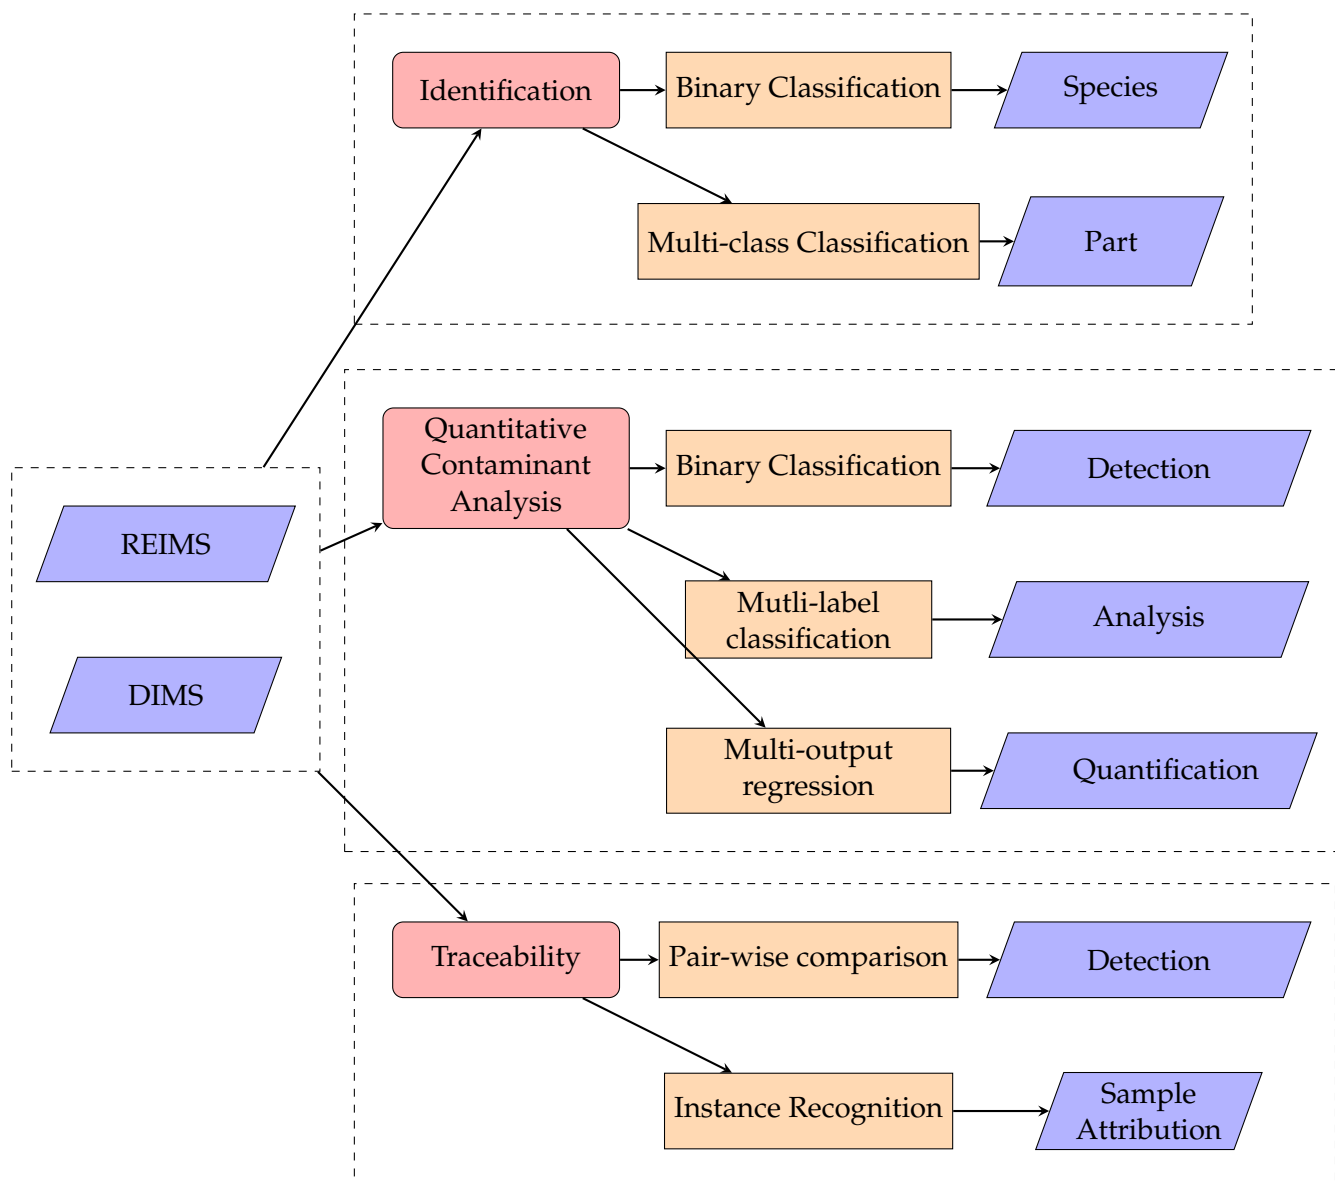 Identification
Binary Classification
Species
Multi-class Classification
Part
REIMS
DIMS
Quantitative
Contaminant
Analysis
Binary Classification
Detection
Mutli-label
classification
Analysis
Multi-output
regression
Quantification
Traceability
Pair-wise comparison
Detection
Instance Recognition
Sample
Attribution